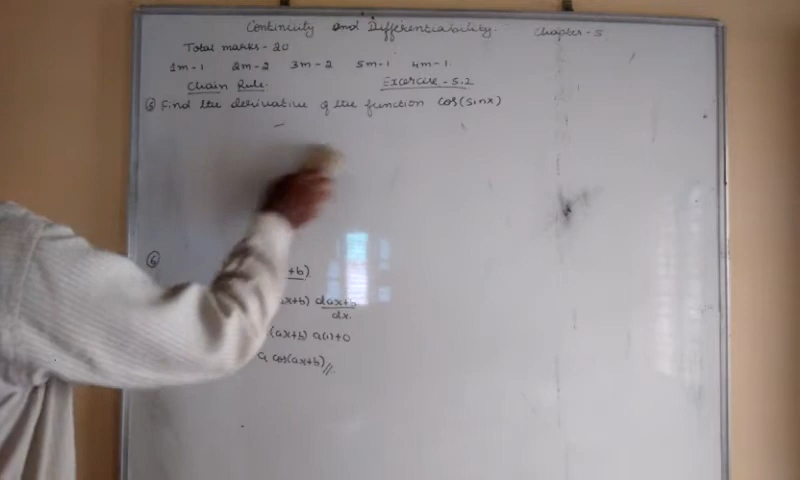 Continuity and Differentiability. Chapter - 5
Total marks - 20
1m - 1 2m - 2 3m - 2 5m - 1 4m - 1
Chain Rule. Exercise - 5.2
⑤ Find the derivative of the function cos(sinx)
⑥
+b)
ax+b) dax+b
dx.
(ax+b) a(1)+0
a cos(ax+b)//.